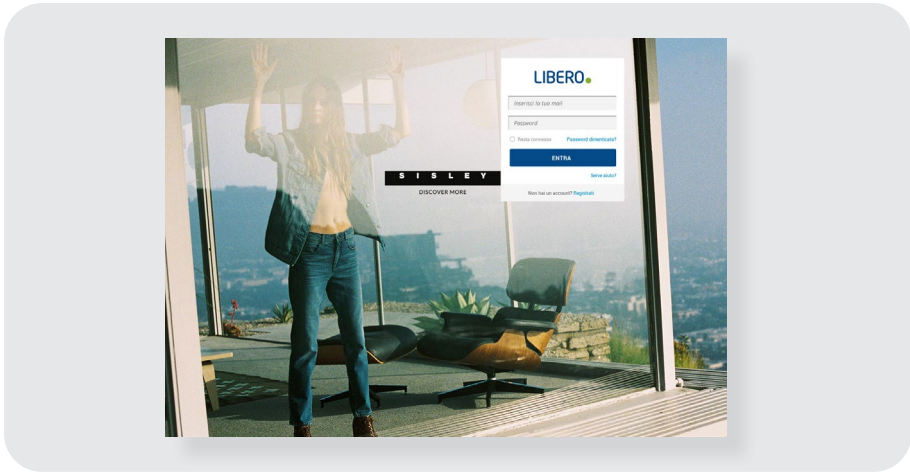 LIBERO
Inserisci la tua mail
Password
Resta connesso Password dimenticata?
ENTRA
Serve aiuto?
Non hai un account? Registrati
SISLEY
DISCOVER MORE